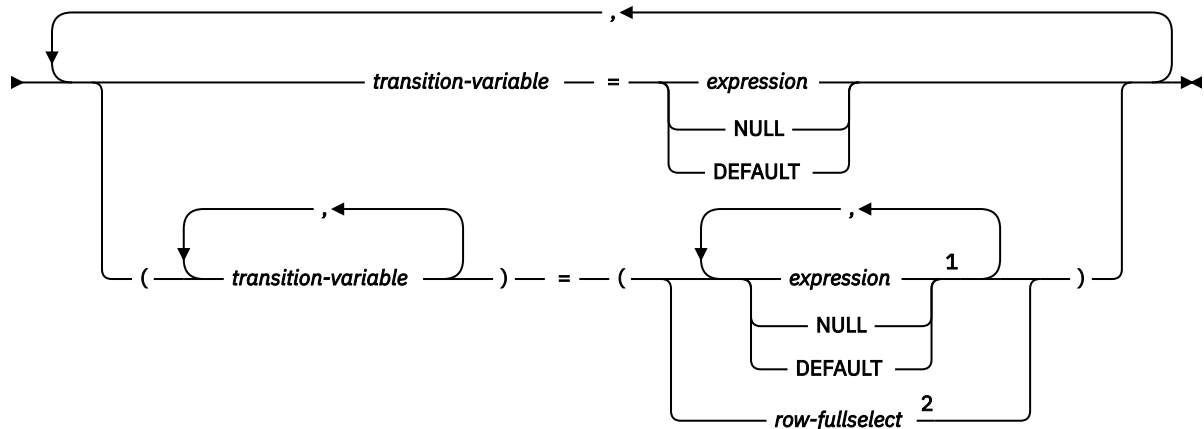 ,
transition-variable = expression
NULL
DEFAULT
, ,
( transition-variable ) = ( expression 1 )
NULL
DEFAULT
row-fullselect 2